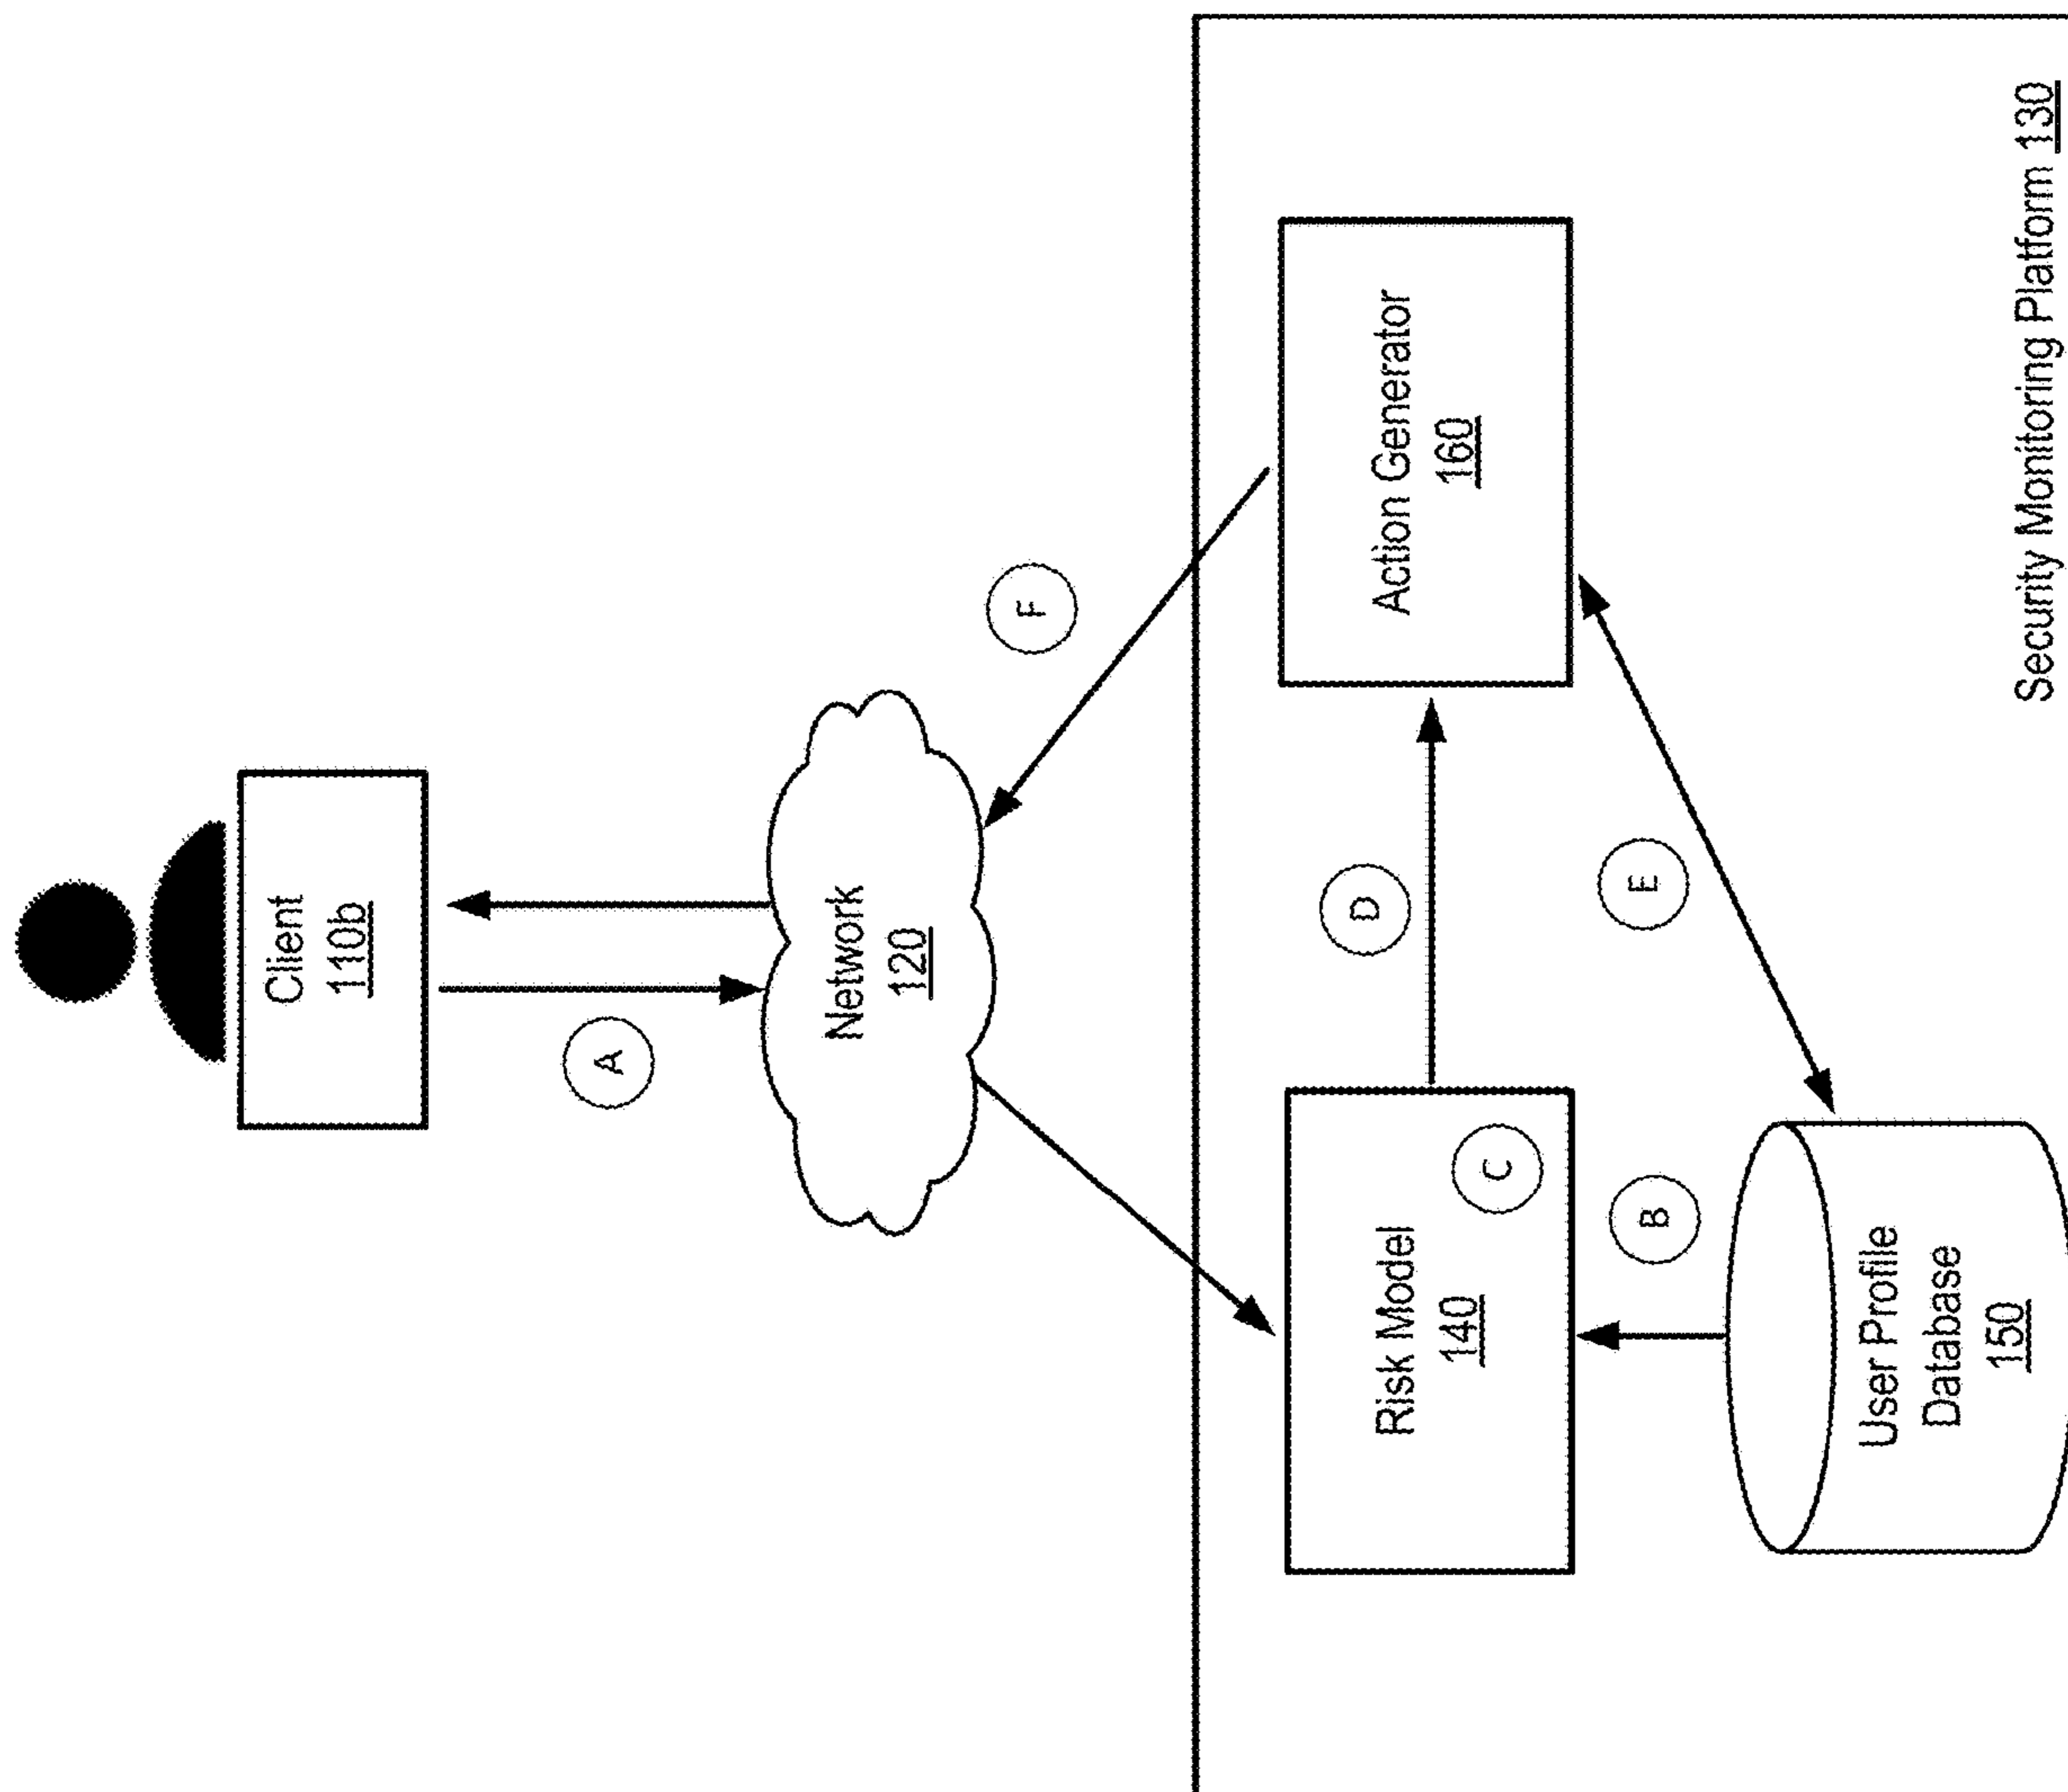 Client
110b
A
Network
120
F
Risk Model
140
C
D
Action Generator
160
B
E
User Profile
Database
150
Security Monitoring Platform 130